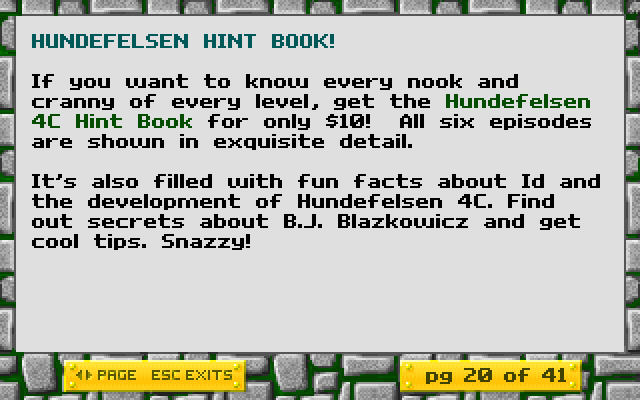 HUNDEFELSEN HINT BOOK!
If you want to know every nook and
cranny of every level, get the Hundefelsen
4C Hint Book for only $10!  All six episodes
are shown in exquisite detail.
It's also filled with fun facts about Id and
the development of Hundefelsen 4C. Find
out secrets about B.J. Blazkowicz and get
cool tips. Snazzy!
PAGE ESC EXITS
pg 20 of 41